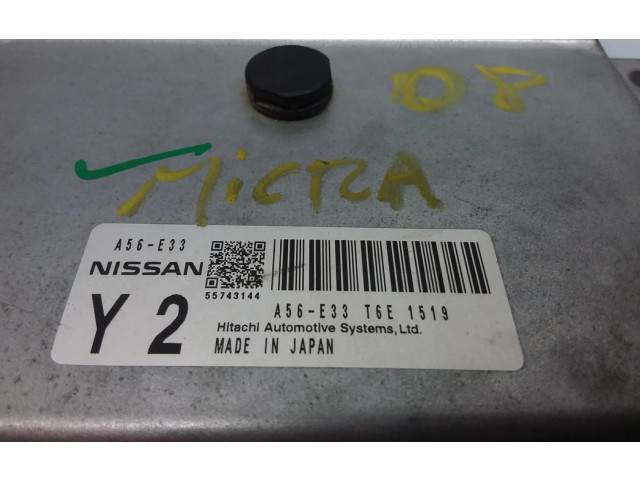 08
MICRA
A56-E33
NISSAN
Y 2
55743144
A56-E33 T6E 1519
Hitachi Automotive Systems, Ltd.
MADE IN JAPAN